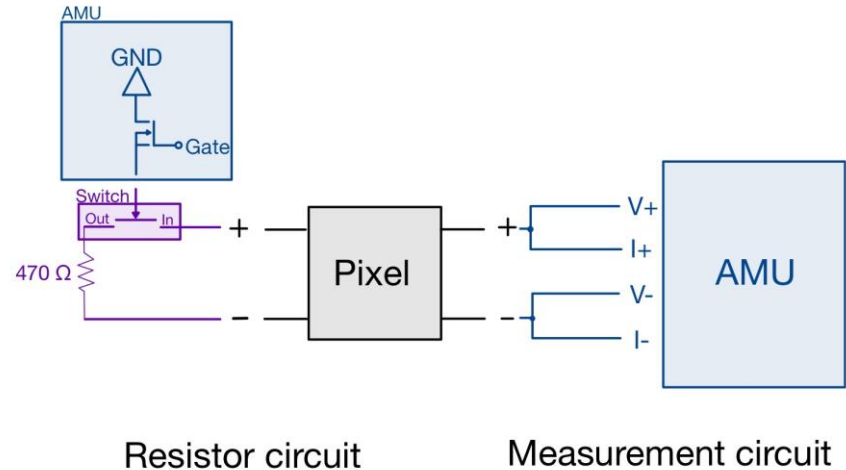 AMU
GND
Gate
Switch
Out
In
470 Ω
+
−
Pixel
+
-
V+
I+
V-
I-
AMU
Resistor circuit
Measurement circuit